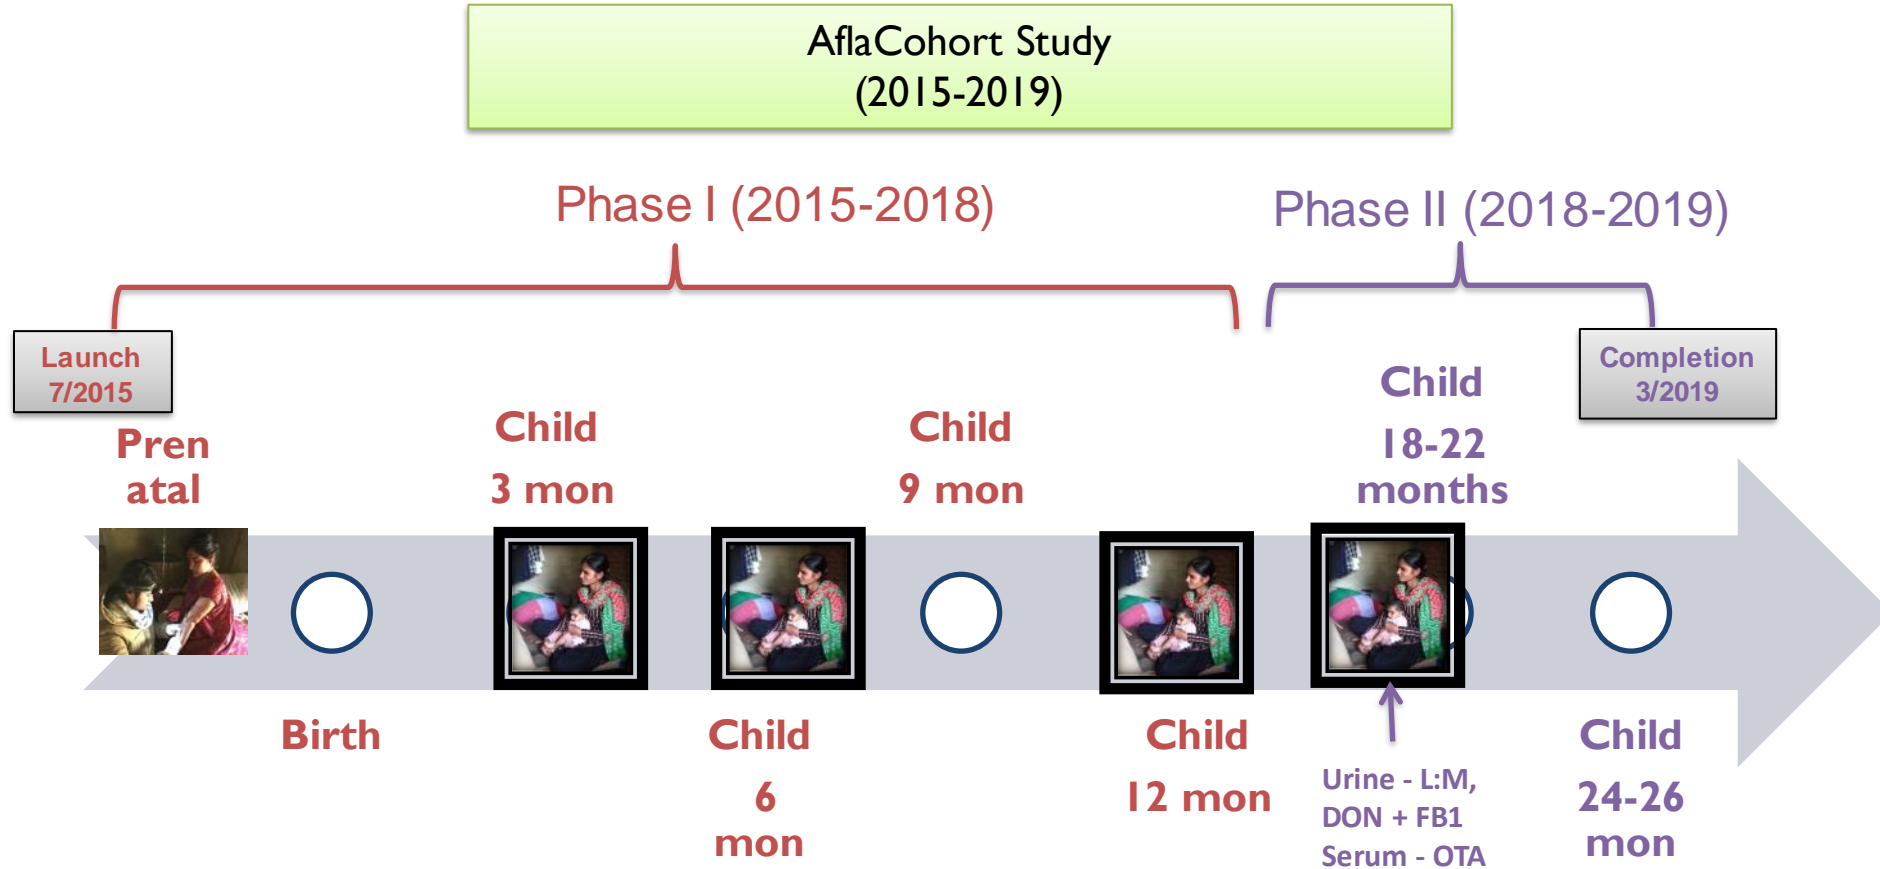 AflaCohort Study
(2015-2019)
Phase I (2015-2018)
Phase II (2018-2019)
Launch
7/2015
Completion
3/2019
Pren
atal
Birth
Child
3 mon
Child
6
mon
Child
9 mon
Child
12 mon
Child
18-22
months
Urine - L:M,
DON + FB1
Serum - OTA
Child
24-26
mon